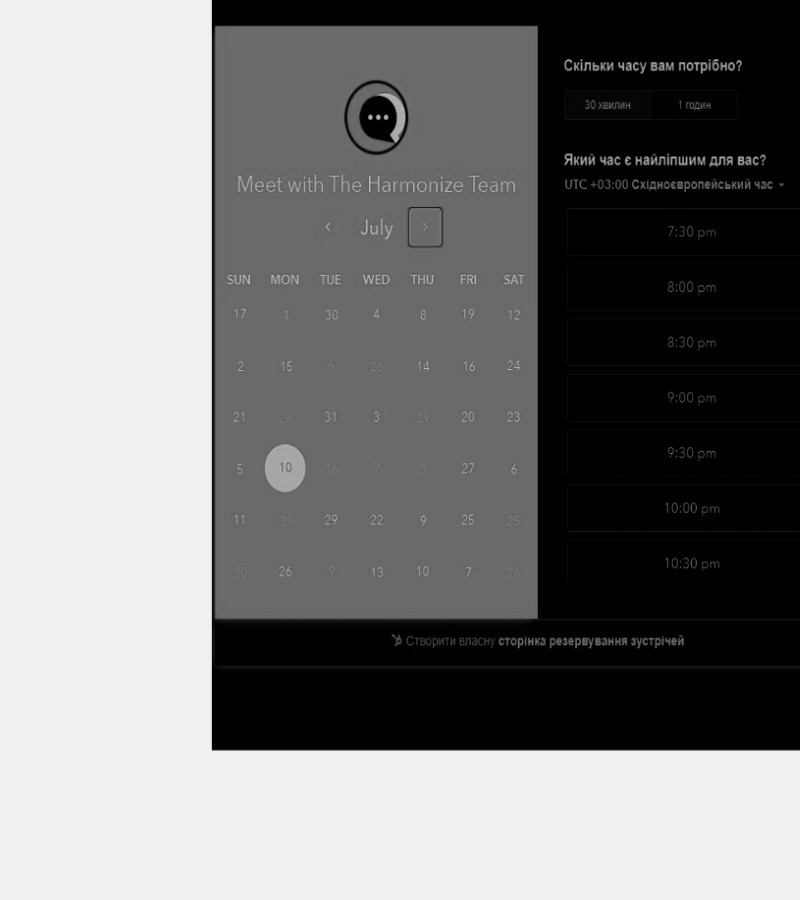 Meet with The Harmonize Team
July
SUN MON TUE WED THU FRI SAT
17 1 30 4 8 19 12
2 15 26 14 16 24
21 28 31 3 29 20 23
5 10 16 7 3 27 6
11 31 29 22 9 25 25
30 26 9 13 10 7 26
Скільки часу вам потрібно?
30 хвилин 1 годин
Який час є найліпшим для вас?
UTC +03:00 Східноєвропейський час
7:30 pm
8:00 pm
8:30 pm
9:00 pm
9:30 pm
10:00 pm
10:30 pm
Створити власну сторінка резервування зустрічей